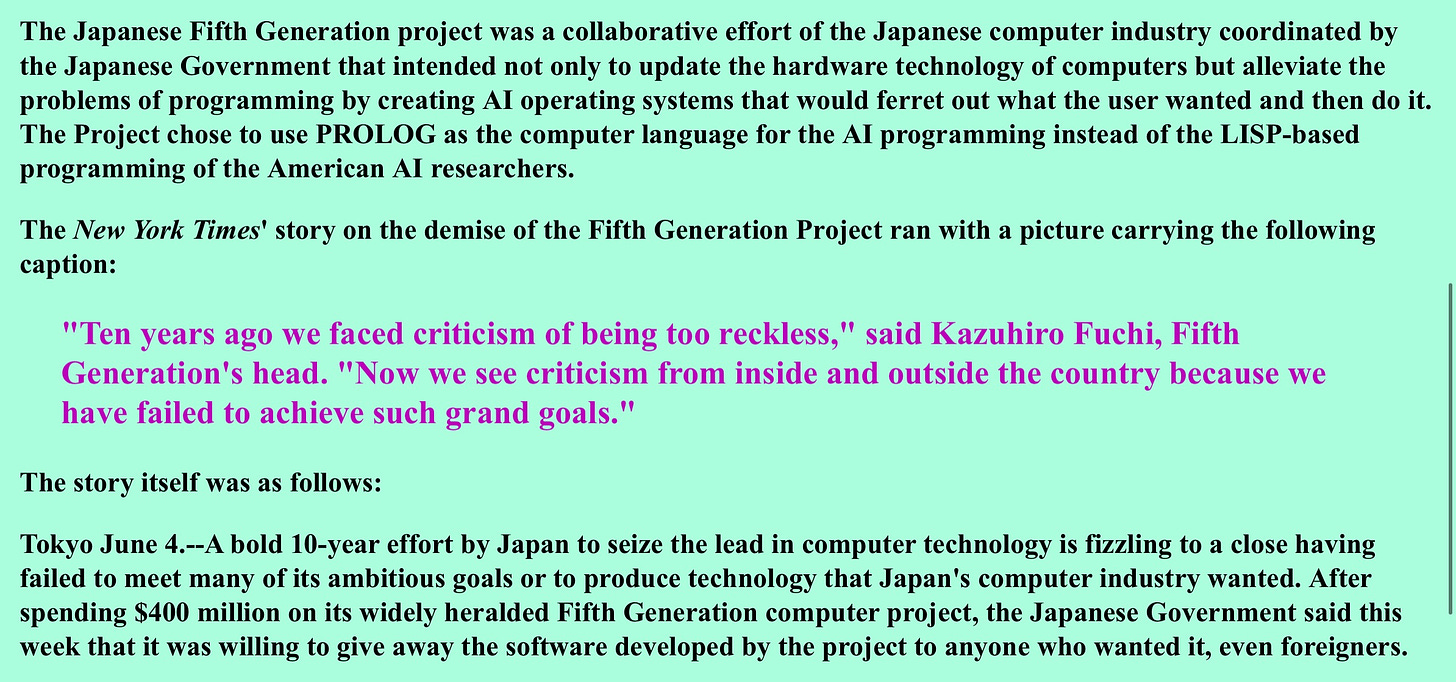 The Japanese Fifth Generation project was a collaborative effort of the Japanese computer industry coordinated by
the Japanese Government that intended not only to update the hardware technology of computers but alleviate the
problems of programming by creating AI operating systems that would ferret out what the user wanted and then do it.
The Project chose to use PROLOG as the computer language for the AI programming instead of the LISP-based
programming of the American AI researchers.
The New York Times' story on the demise of the Fifth Generation Project ran with a picture carrying the following
caption:
"Ten years ago we faced criticism of being too reckless," said Kazuhiro Fuchi, Fifth
Generation's head. "Now we see criticism from inside and outside the country because we
have failed to achieve such grand goals."
The story itself was as follows:
Tokyo June 4.--A bold 10-year effort by Japan to seize the lead in computer technology is fizzling to a close having
failed to meet many of its ambitious goals or to produce technology that Japan's computer industry wanted. After
spending $400 million on its widely heralded Fifth Generation computer project, the Japanese Government said this
week that it was willing to give away the software developed by the project to anyone who wanted it, even foreigners.